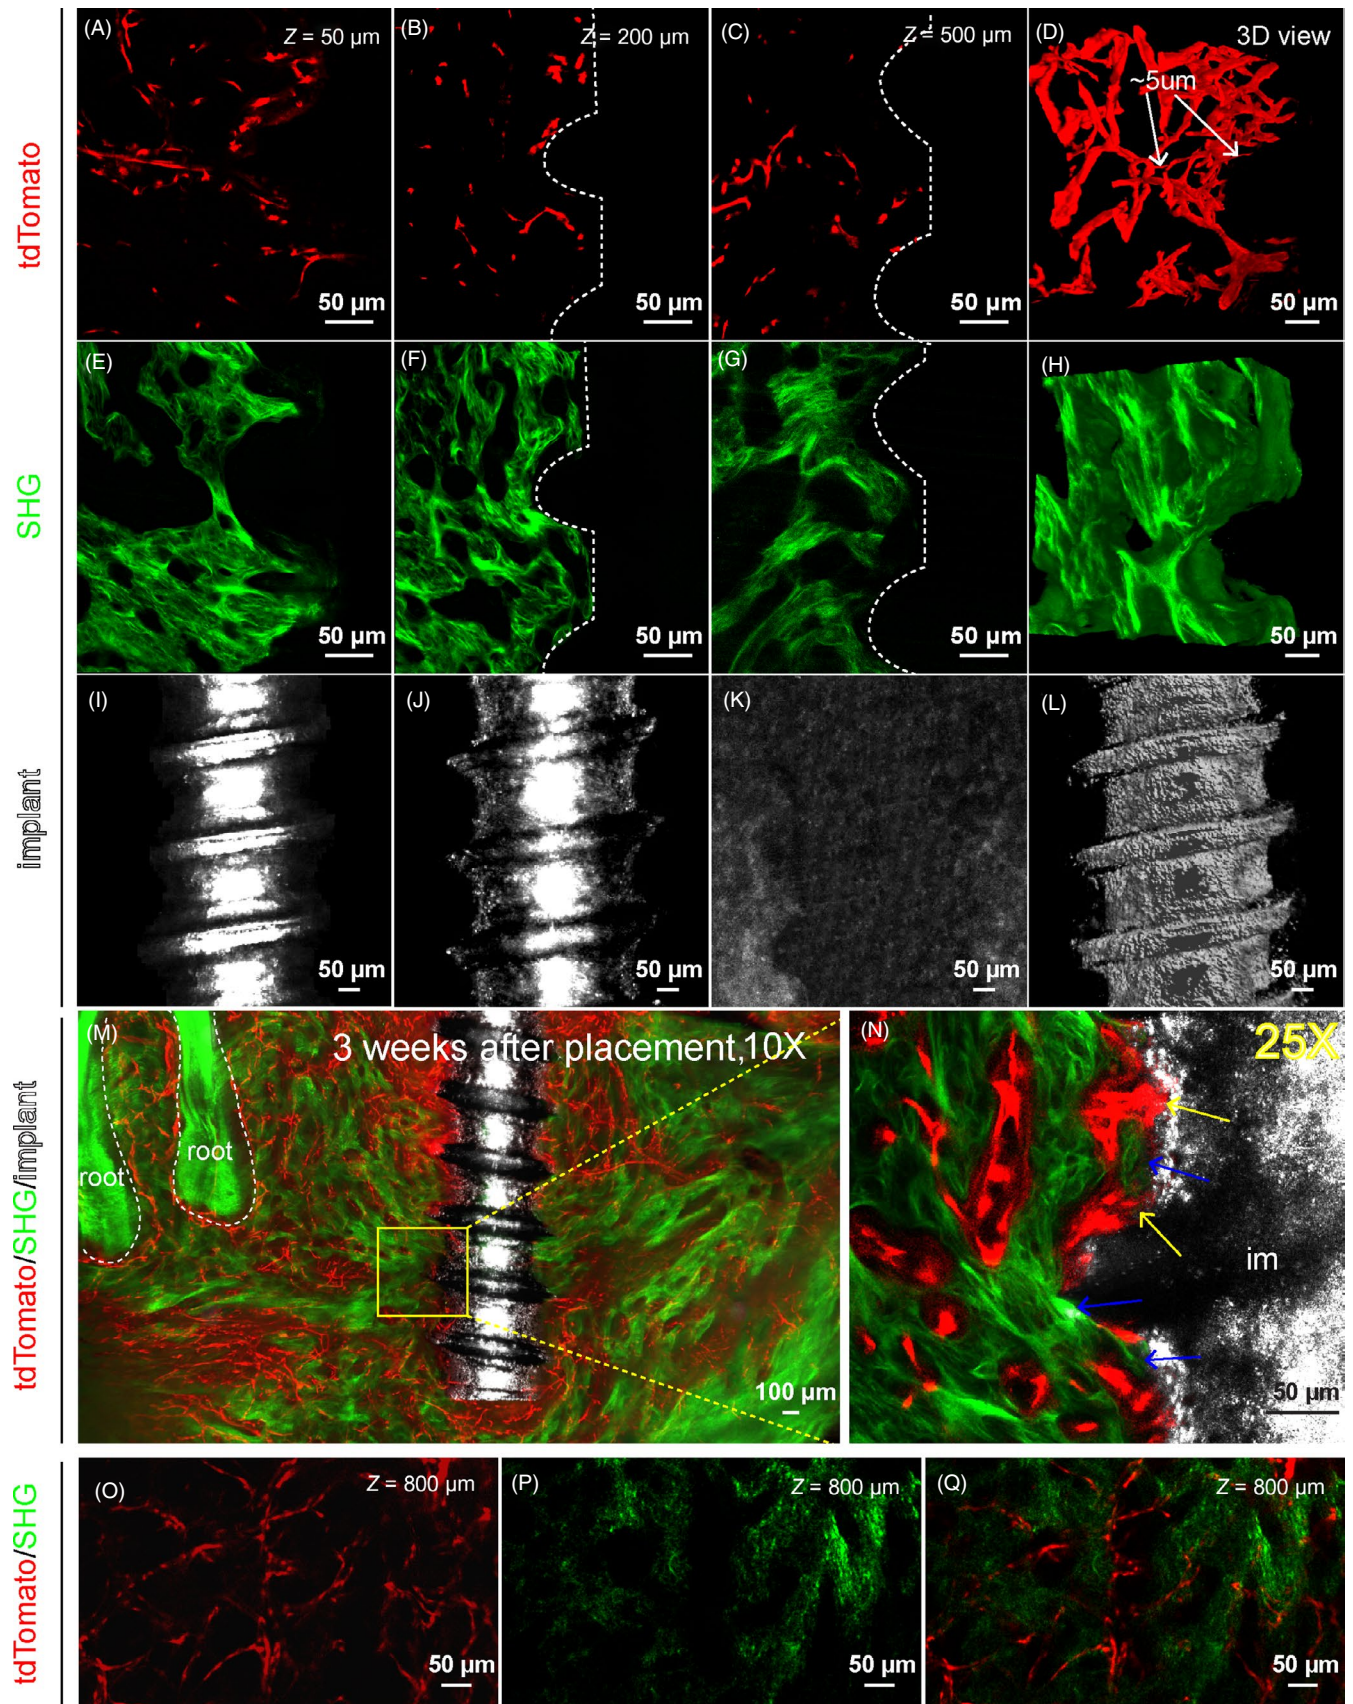 tdTomato
(A)
Z = 50 µm
50 µm
(B)
Z = 200 µm
50 µm
(C)
Z = 500 µm
50 µm
(D)
3D view
~5um
50 µm
SHG
(E)
50 µm
(F)
50 µm
(G)
50 µm
(H)
50 µm
implant
(I)
50 µm
(J)
50 µm
(K)
50 µm
(L)
50 µm
tdTomato/SHG/implant
(M)
3 weeks after placement,10X
root
root
100 µm
(N)
25X
im
50 µm
tdTomato/SHG
(O)
Z = 800 µm
50 µm
(P)
Z = 800 µm
50 µm
(Q)
Z = 800 µm
50 µm